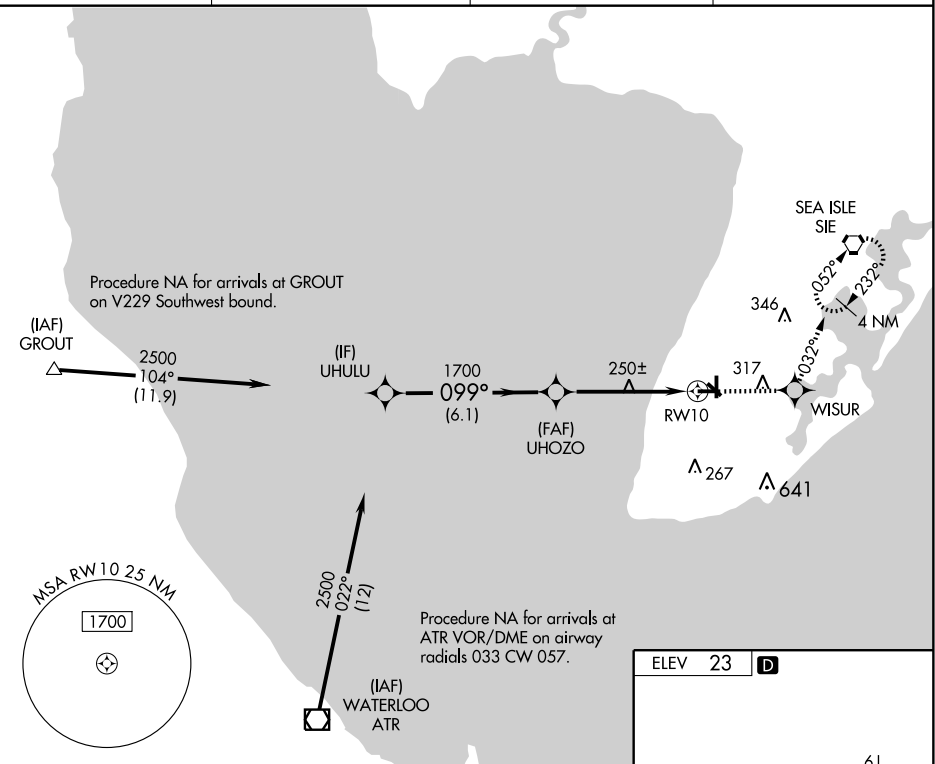 SEA ISLE
SIE
052°
232°
4 NM
346
032°
Procedure NA for arrivals at GROUT
on V229 Southwest bound.
(IAF)
GROUT
2500
104°
(11.9)
(IF)
UHULU
1700
099°
(6.1)
(FAF)
UHOZO
250±
RW10
317
WISUR
267
641
MSA RW10 25 NM
1700
2500
022°
(12)
(IAF)
WATERLOO
ATR
Procedure NA for arrivals at
ATR VOR/DME on airway
radials 033 CW 057.
ELEV 23 D